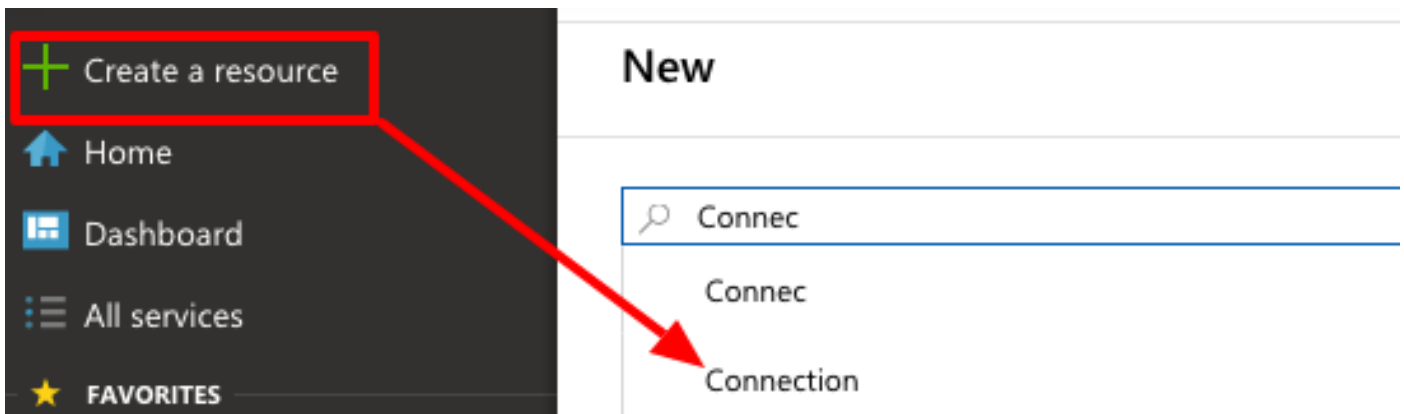 Create a resource
Home
Dashboard
All services
FAVORITES
New
Connec
Connec
Connection